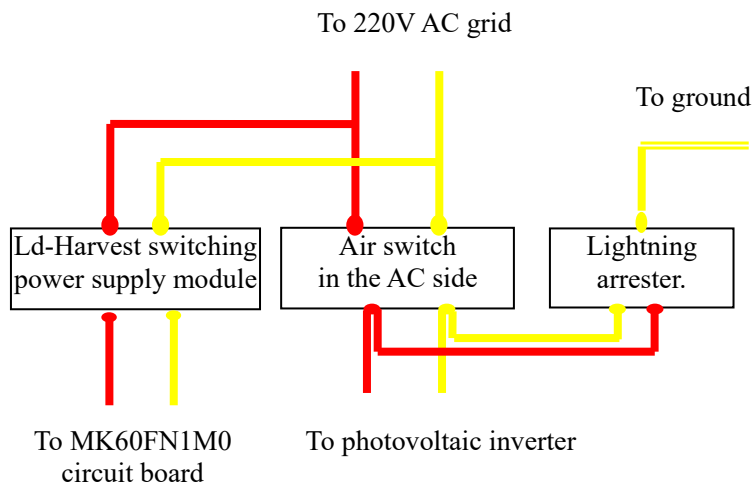 To 220V AC grid
To ground
Ld-Harvest switching
power supply module
Air switch
in the AC side
Lightning
arrester.
To MK60FN1M0
circuit board
To photovoltaic inverter